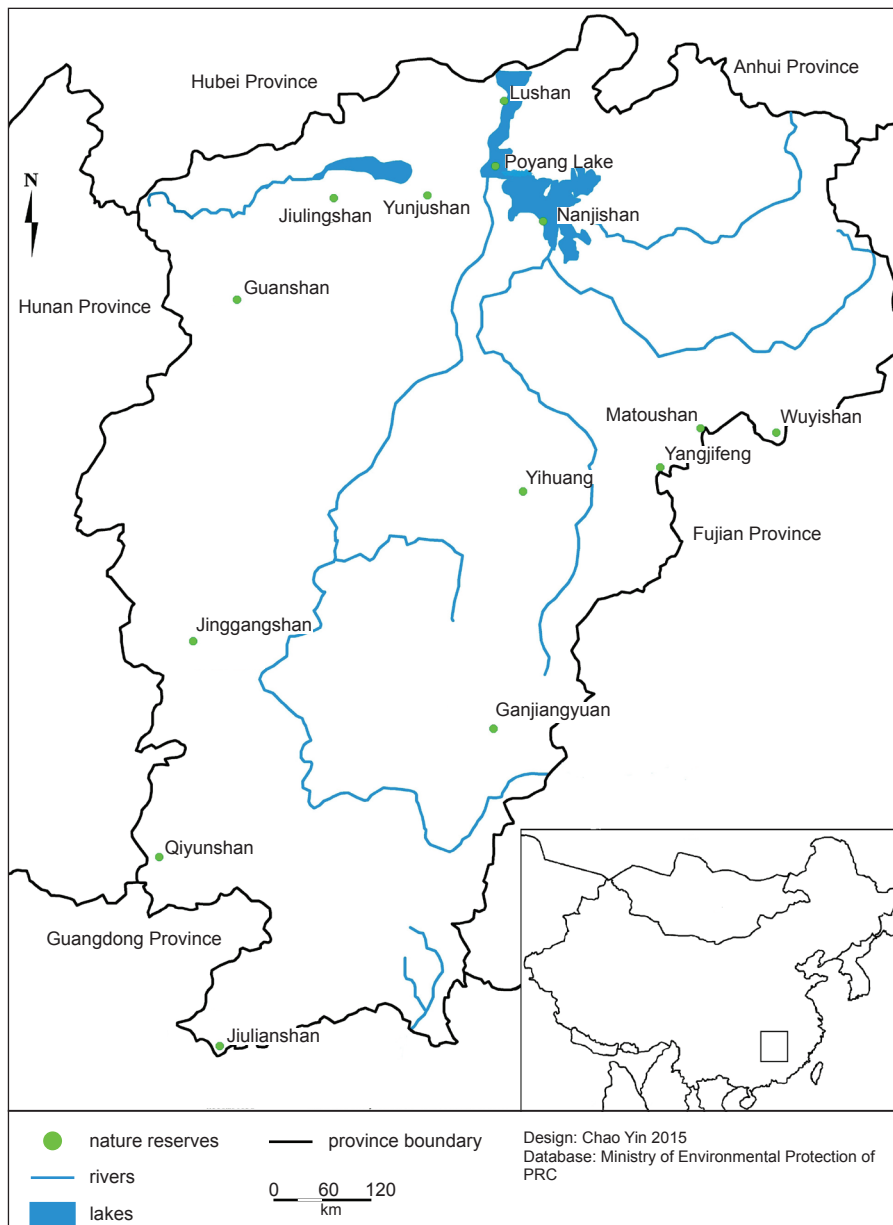 Hubei Province
Anhui Province
Lushan
N
Poyang Lake
Jiulingshan
Yunjushan
Nanjishan
Guanshan
Hunan Province
Matoushan
Wuyishan
Yangjifeng
Yihuang
Fujian Province
Jinggangshan
Ganjiangyuan
Qiyunshan
Guangdong Province
Jiulianshan
nature reserves
province boundary
Design: Chao Yin 2015
Database: Ministry of Environmental Protection of
PRC
rivers
0 60 120
km
lakes